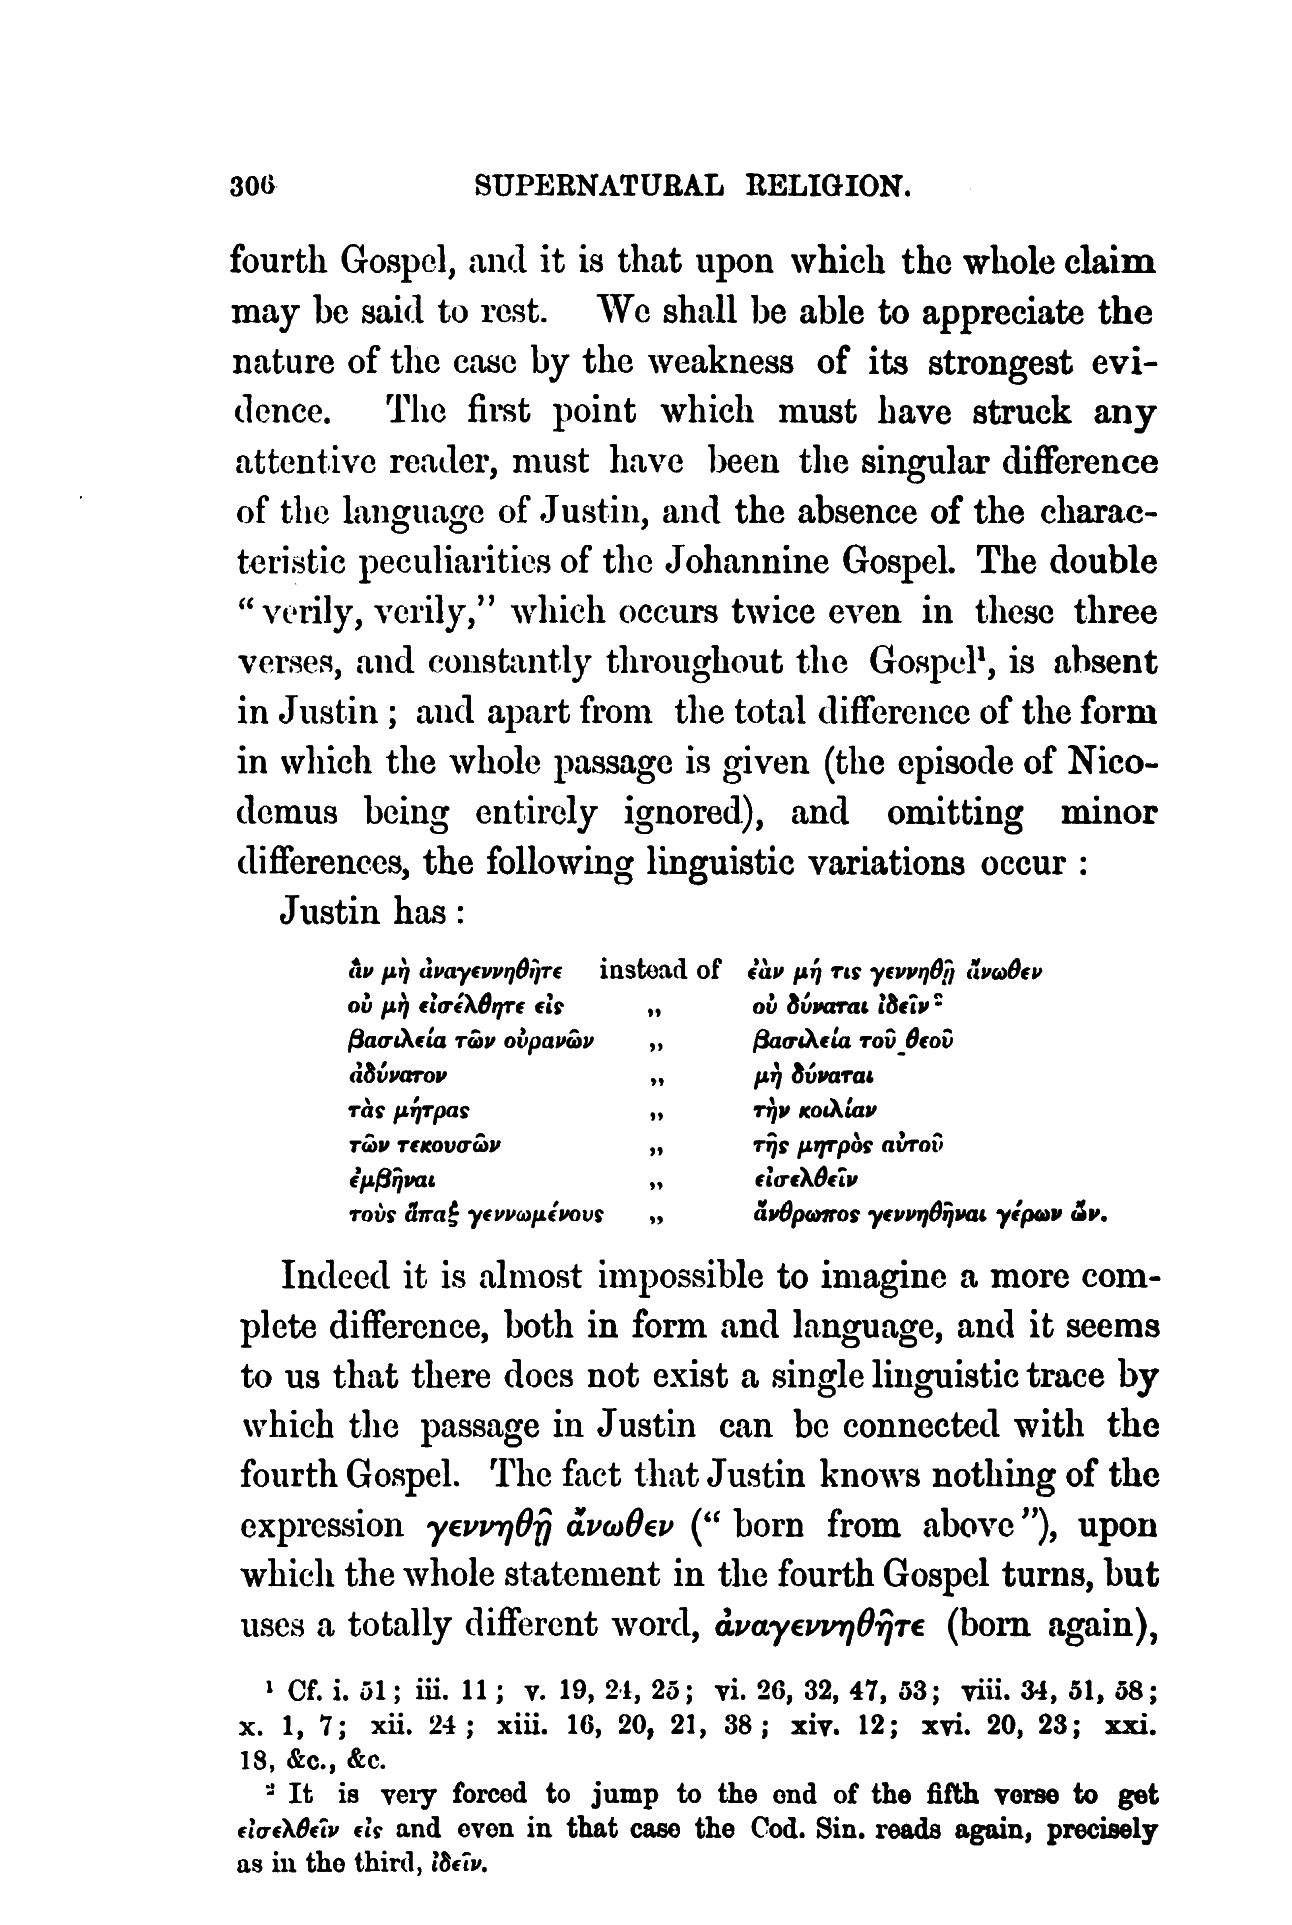 306 SUPERNATURAL RELIGION.
fourth Gospel, and it is that upon which the whole claim
may be said to rest. We shall be able to appreciate the
nature of the case by the weakness of its strongest evi-
dence. The first point which must have struck any
attentive reader, must have been the singular difference
of the language of Justin, and the absence of the charac-
teristic peculiarities of the Johannine Gospel. The double
“verily, verily,” which occurs twice even in these three
verses, and constantly throughout the Gospel¹, is absent
in Justin ; and apart from the total difference of the form
in which the whole passage is given (the episode of Nico-
demus being entirely ignored), and omitting minor
differences, the following linguistic variations occur :
Justin has :
ἂν μὴ ἀναγεννηθῆτε instead of ἐὰν μή τις γεννηθῇ ἄνωθεν
οὐ μὴ εἰσέλθητε εἰς „ οὐ δύναται ἰδεῖν²
βασιλεία τῶν οὐρανῶν „ βασιλεία τοῦ θεοῦ
ἀδύνατον „ μὴ δύναται
τὰς μήτρας „ τὴν κοιλίαν
τῶν τεκουσῶν „ τῆς μητρὸς αὐτοῦ
ἐμβῆναι „ εἰσελθεῖν
τοὺς ἅπαξ γεννωμένους „ ἄνθρωπος γεννηθῆναι γέρων ὤν.
Indeed it is almost impossible to imagine a more com-
plete difference, both in form and language, and it seems
to us that there does not exist a single linguistic trace by
which the passage in Justin can be connected with the
fourth Gospel. The fact that Justin knows nothing of the
expression γεννηθῇ ἄνωθεν (“born from above”), upon
which the whole statement in the fourth Gospel turns, but
uses a totally different word, ἀναγεννηθῆτε (born again),
¹ Cf. i. 51 ; iii. 11 ; v. 19, 24, 25 ; vi. 26, 32, 47, 53 ; viii. 34, 51, 58 ;
x. 1, 7 ; xii. 24 ; xiii. 16, 20, 21, 38 ; xiv. 12 ; xvi. 20, 23 ; xxi.
18, &c., &c.
² It is very forced to jump to the end of the fifth verse to get
εἰσελθεῖν εἰς and even in that case the Cod. Sin. reads again, precisely
as in the third, ἰδεῖν.